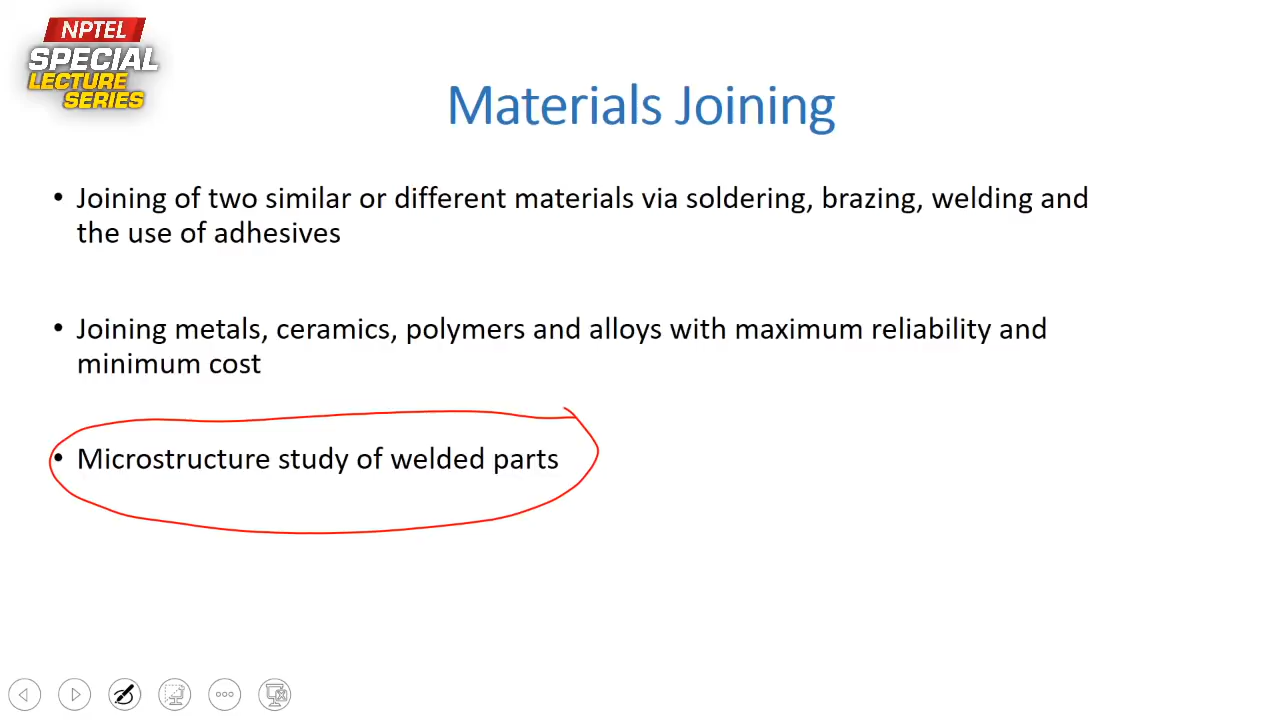 NPTEL
SPECIAL
LECTURE
SERIES
Materials Joining
• Joining of two similar or different materials via soldering, brazing, welding and
the use of adhesives
• Joining metals, ceramics, polymers and alloys with maximum reliability and
minimum cost
• Microstructure study of welded parts